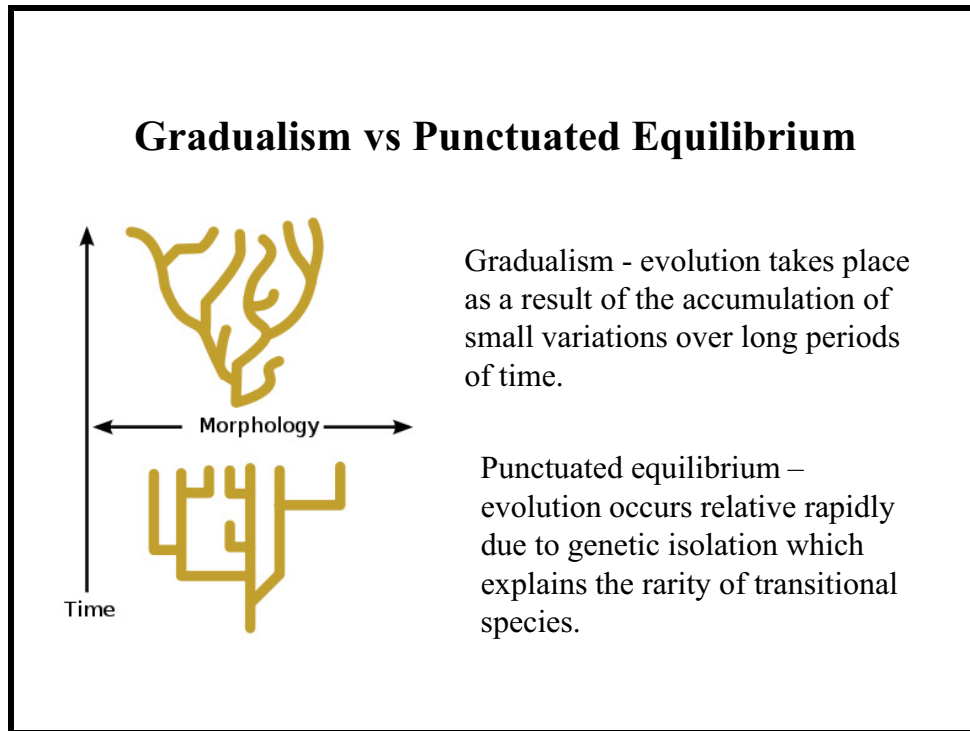 Gradualism vs Punctuated Equilibrium
Gradualism - evolution takes place
as a result of the accumulation of
small variations over long periods
of time.
Morphology
Punctuated equilibrium –
evolution occurs relative rapidly
due to genetic isolation which
explains the rarity of transitional
species.
Time